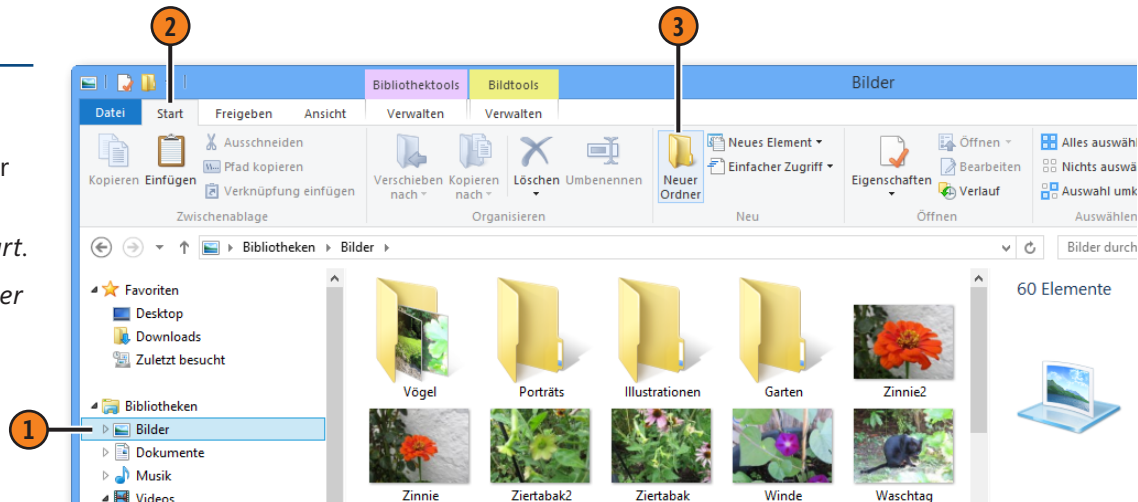 2
3
r
rt.
er
Bibliothektools Bildtools Bilder
Datei Start Freigeben Ansicht Verwalten Verwalten
Kopieren
Einfügen
Ausschneiden
Pfad kopieren
Verknüpfung einfügen
Zwischenablage
Verschieben nach
Kopieren nach
Löschen
Umbenennen
Organisieren
Neuer
Ordner
Neues Element
Einfacher Zugriff
Neu
Eigenschaften
Öffnen
Bearbeiten
Verlauf
Öffnen
Alles auswähl
Nichts auswä
Auswahl umk
Auswählen
Bibliotheken Bilder
Bilder durch
Favoriten
Desktop
Downloads
Zuletzt besucht
Bibliotheken
1
Bilder
Dokumente
Musik
Videos
Vögel Porträts Illustrationen Garten Zinnie2
Zinnie Ziertabak2 Ziertabak Winde Waschtag
60 Elemente